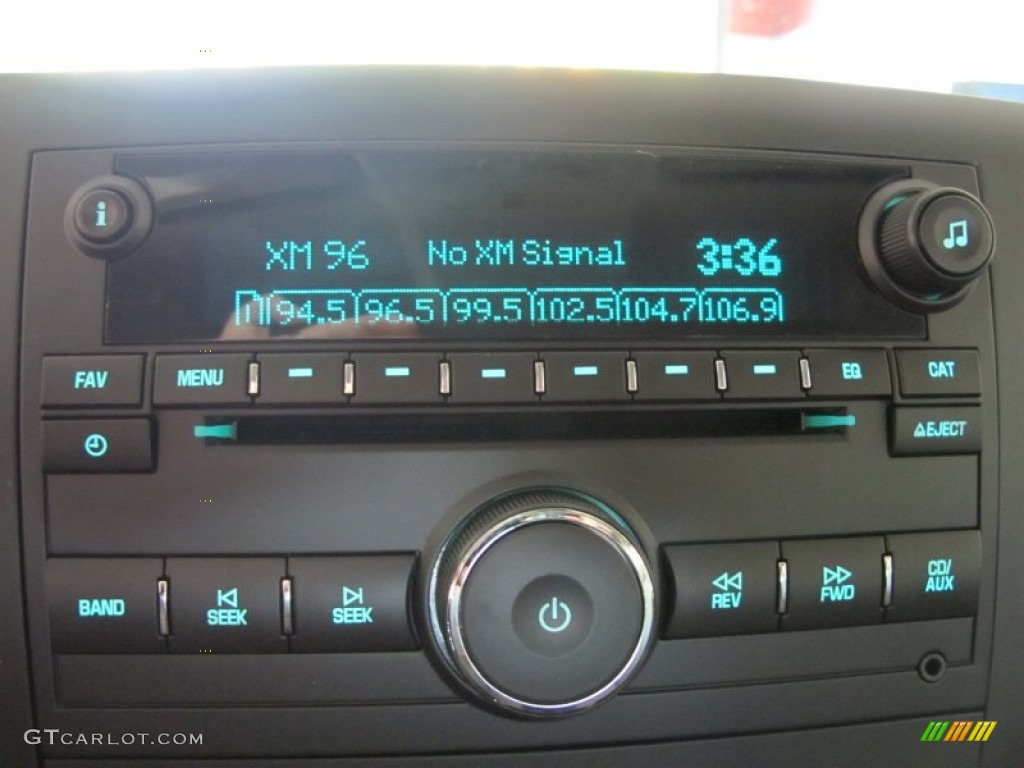 i
XM 96 No XM Signal 3:36
1 94.5 96.5 99.5 102.5 104.7 106.9
FAV MENU EQ CAT
EJECT
BAND SEEK SEEK REV FWD CD/
AUX
GTCARLOT.COM